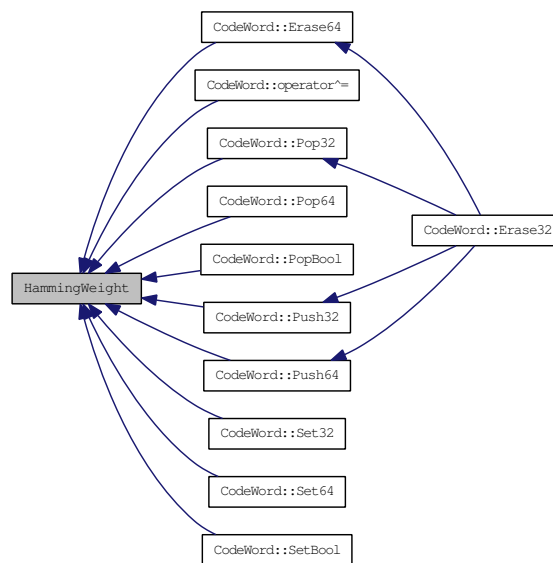 CodeWord::Erase64
CodeWord::operator^=
CodeWord::Pop32
CodeWord::Pop64
CodeWord::Erase32
CodeWord::PopBool
HammingWeight
CodeWord::Push32
CodeWord::Push64
CodeWord::Set32
CodeWord::Set64
CodeWord::SetBool